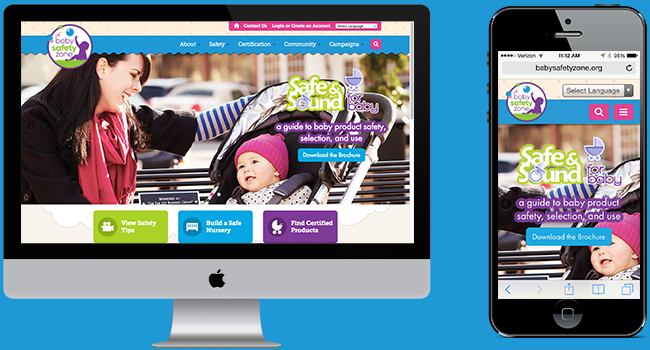 Contact Us Login or Create an Account Select Language
baby
safety
zone
About Safety Certification Community Campaigns
Safe &
Sound
for
baby
a guide to baby product safety,
selection, and use
Download the Brochure
View Safety
Tips
Build a Safe
Nursery
Find Certified
Products
Verizon 11:12 AM 95%
babysafetyzone.org
baby
safety
zone
Select Language
Safe &
Sound
for
baby
a guide to baby product
safety, selection, and use
Download the Brochure